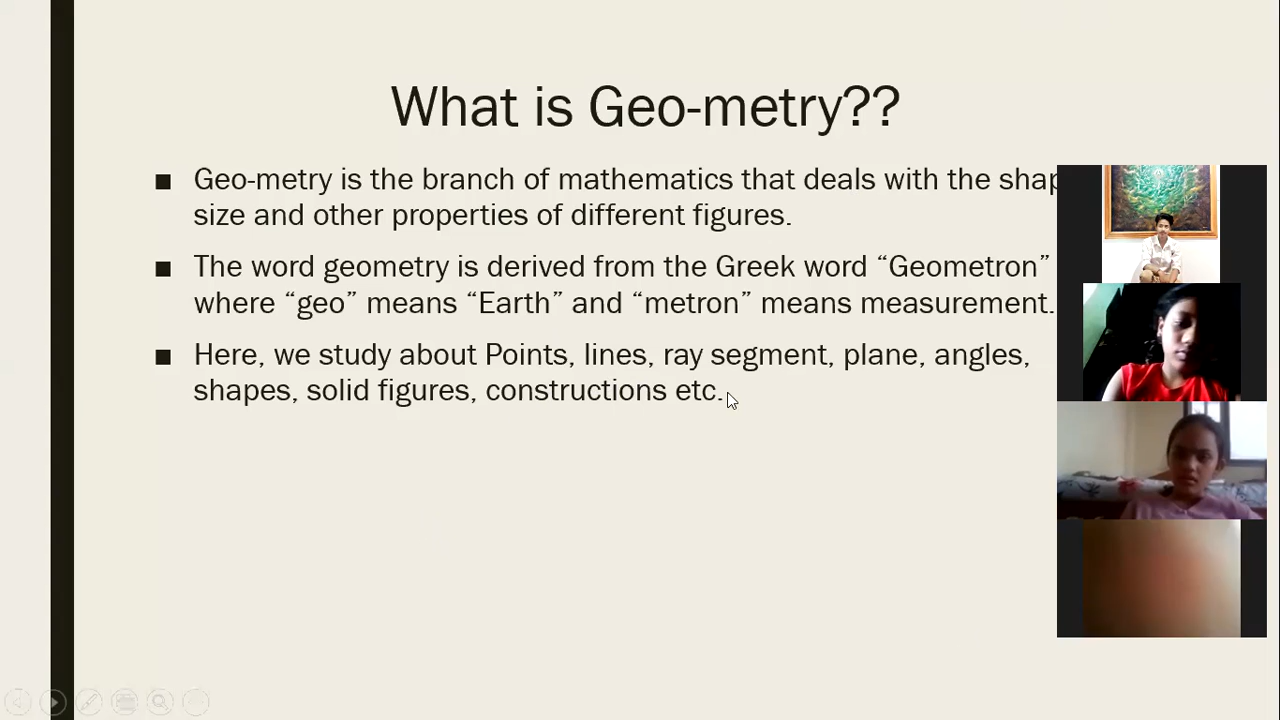 What is Geo-metry??
■ Geo-metry is the branch of mathematics that deals with the
size and other properties of different figures.
■ The word geometry is derived from the Greek word “Geometron”
where “geo” means “Earth” and “metron” means measurement.
■ Here, we study about Points, lines, ray segment, plane, angles,
shapes, solid figures, constructions etc.